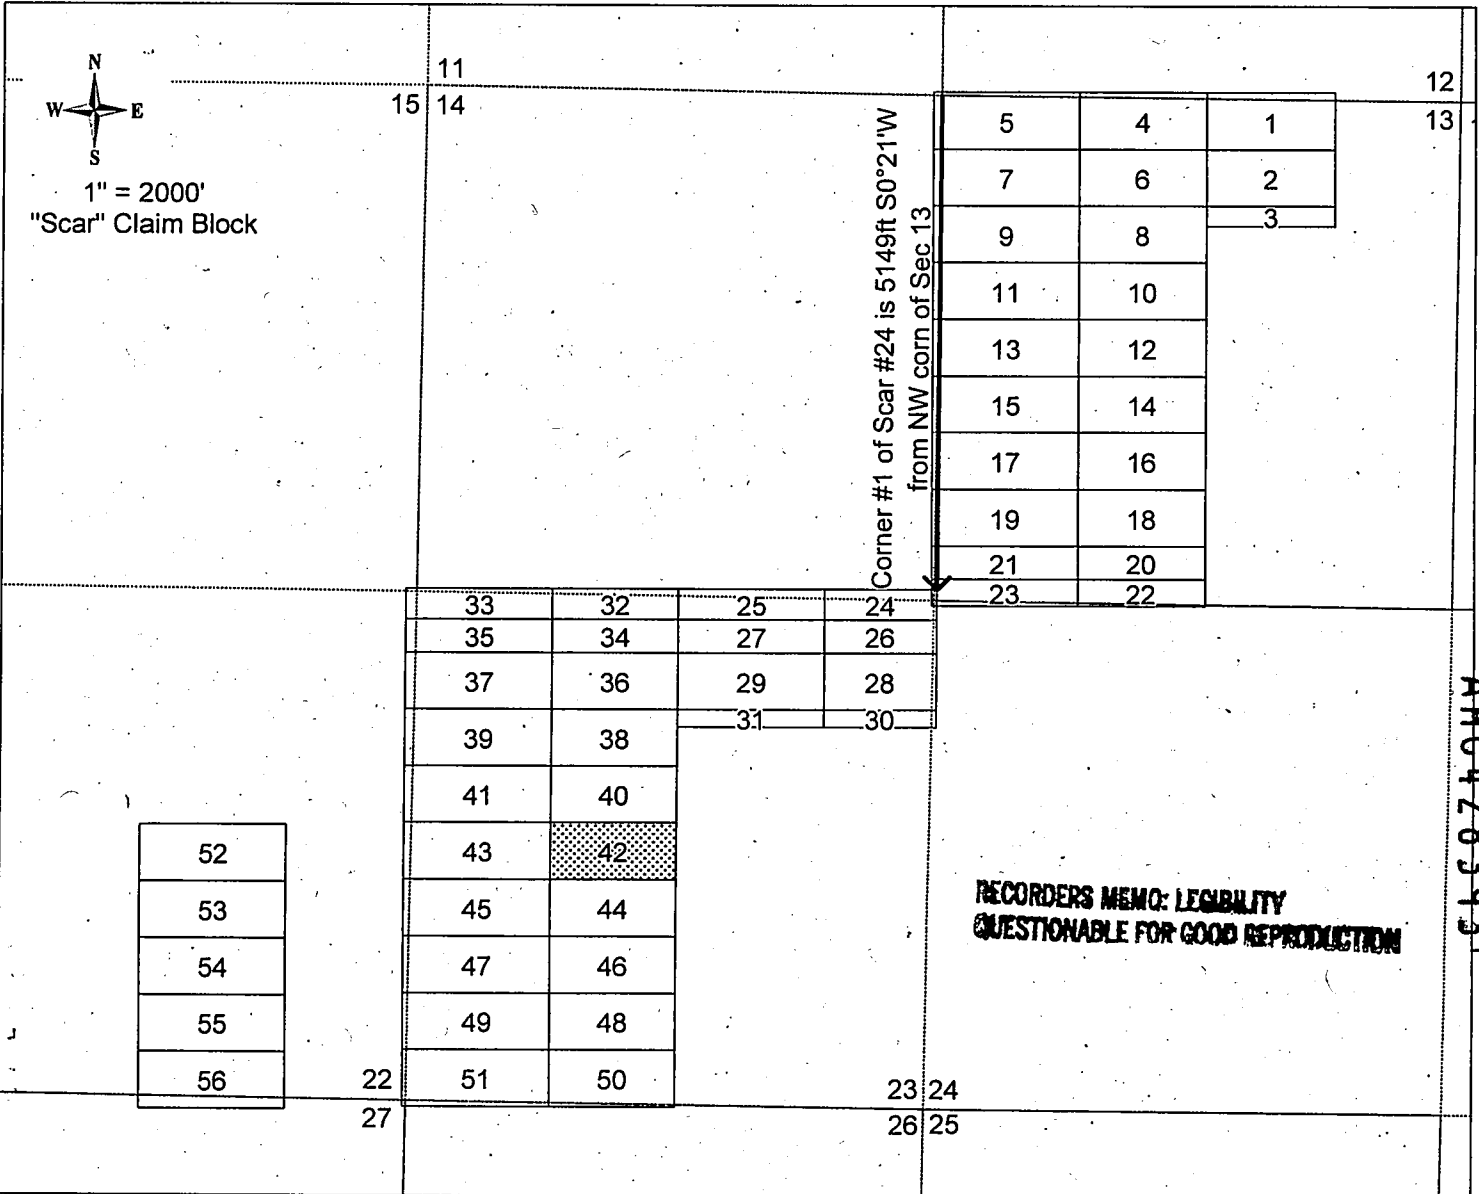 N
W E
S
1" = 2000'
"Scar" Claim Block
11
15 14
12
13
Corner #1 of Scar #24 is 5149ft S0°21'W
from NW corn of Sec 13
5 4 1
7 6 2
3
9 8
11 10
13 12
15 14
17 16
19 18
21 20
23 22
33 32 25 24
35 34 27 26
37 36 29 28
31 30
39 38
41 40
52 43 42
53 45 44
54 47 46
55 49 48
56 22 51 50 23 24
27 26 25
RECORDERS MEMO: LEGIBILITY
QUESTIONABLE FOR GOOD REPRODUCTION